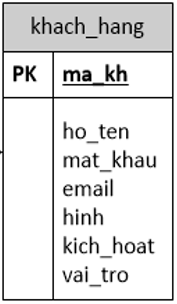 khach_hang
PK ma_kh
ho_ten
mat_khau
email
hinh
kich_hoat
vai_tro